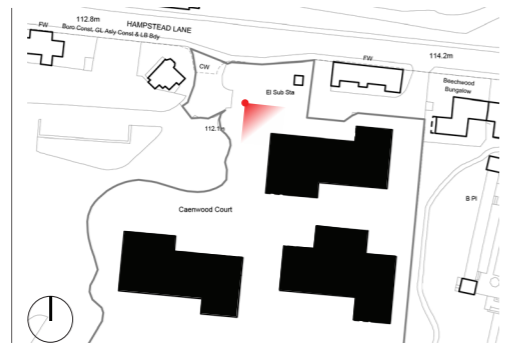 112.8m
HAMPSTEAD LANE
FW
Boro Const, GL Asly Const & LB Bdy
114.2m
FW
CW
El Sub Sta
Beechwood
Bungalow
112.1m
B Pl
Caenwood Court